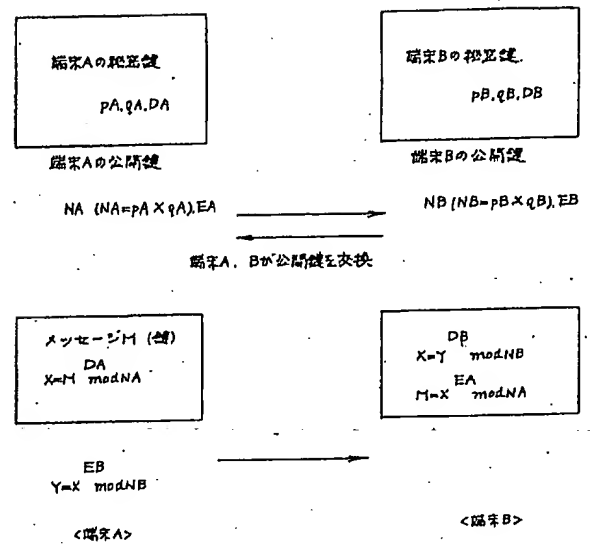 端末Aの秘密鍵
pA,qA,DA
端末Aの公開鍵
NA (NA=pA×qA),EA
端末Bの秘密鍵.
pB,qB,DB
端末Bの公開鍵
NB (NB=pB×qB),EB
端末A, Bが公開鍵を交換
メッセージM (鍵)
DA
X=M modNA
EB
Y=X modNB
<端末A>
DB
X=Y modNB
EA
M=X modNA
<端末B>